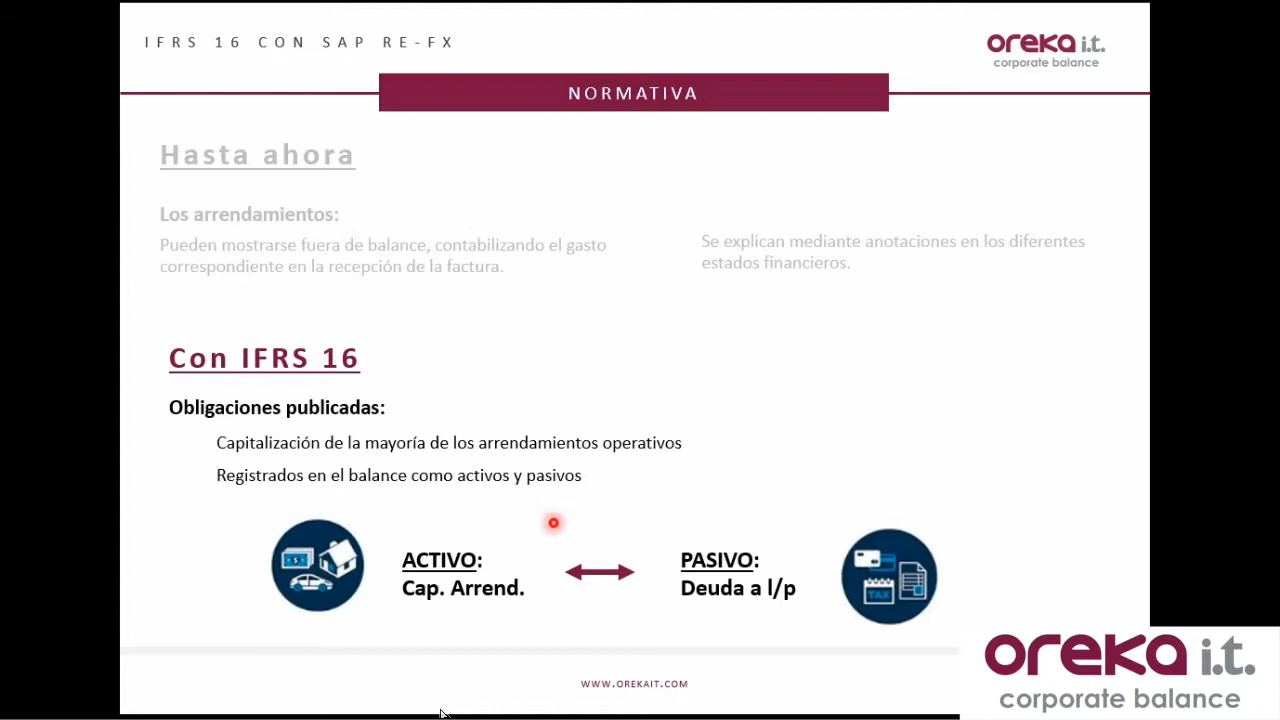 IFRS 16 CON SAP RE-FX
oreka i.t.
corporate balance
NORMATIVA
Hasta ahora
Los arrendamientos:
Pueden mostrarse fuera de balance, contabilizando el gasto
correspondiente en la recepción de la factura.
Se explican mediante anotaciones en los diferentes
estados financieros.
Con IFRS 16
Obligaciones publicadas:
Capitalización de la mayoría de los arrendamientos operativos
Registrados en el balance como activos y pasivos
ACTIVO:
Cap. Arrend.
PASIVO:
Deuda a l/p
TAX
WWW.OREKAIT.COM
oreka i.t.
corporate balance